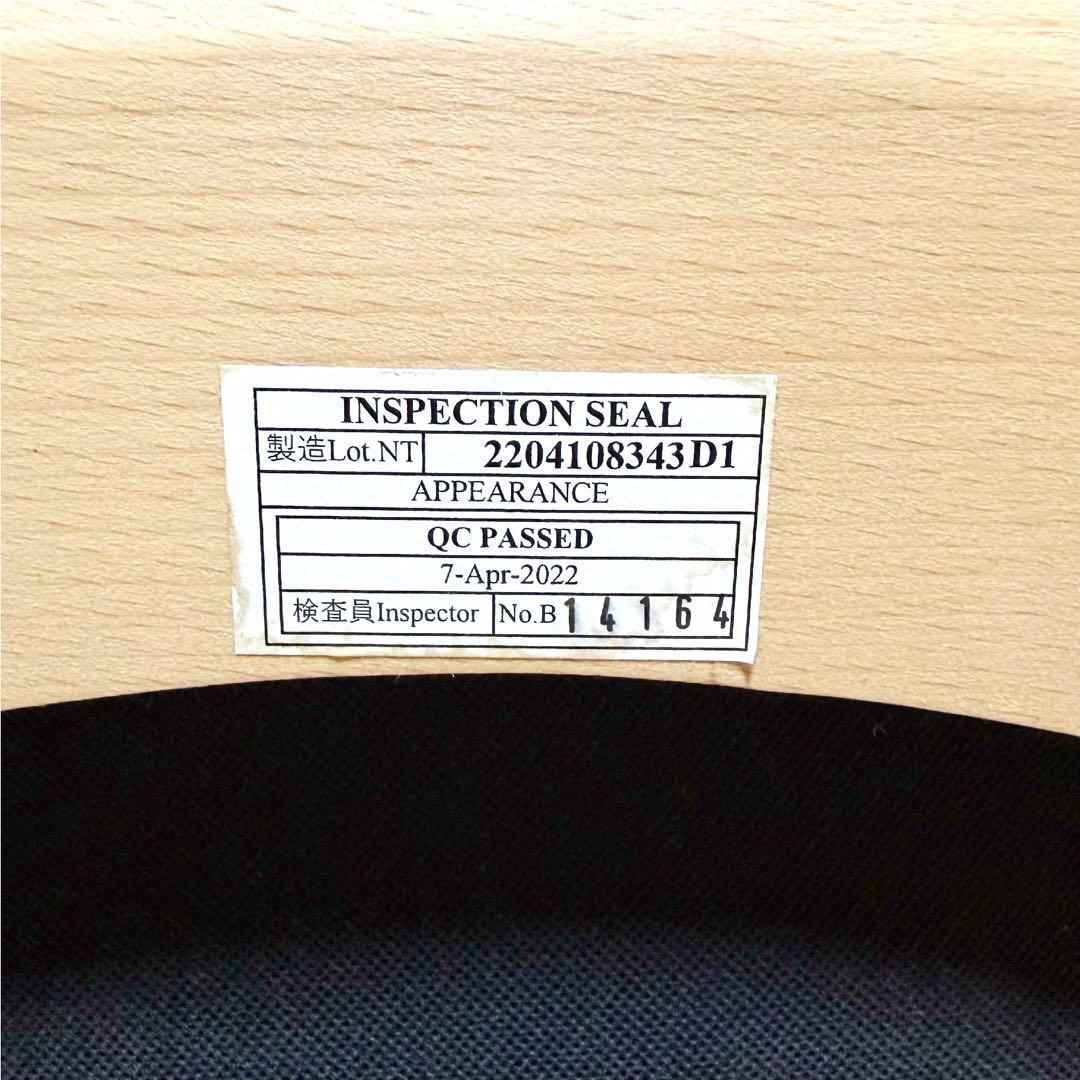 INSPECTION SEAL
製造Lot.NT 2204108343D1
APPEARANCE
QC PASSED
7-Apr-2022
検査員Inspector No.B 14164